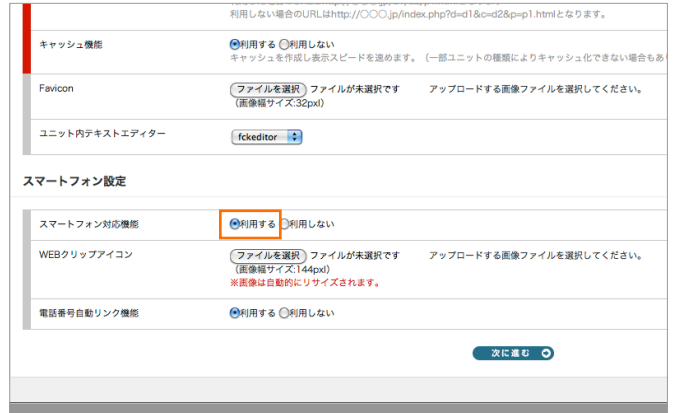 利用しない場合のURLはhttp://○○○.jp/index.php?d=d1&c=d2&p=p1.htmlとなります。
キャッシュ機能
利用する 利用しない
キャッシュを作成し表示スピードを速めます。（一部ユニットの種類によりキャッシュ化できない場合もあ
Favicon
ファイルを選択 ファイルが未選択です アップロードする画像ファイルを選択してください。
(画像幅サイズ:32pxl)
ユニット内テキストエディター
fckeditor
スマートフォン設定
スマートフォン対応機能
利用する 利用しない
WEBクリップアイコン
ファイルを選択 ファイルが未選択です アップロードする画像ファイルを選択してください。
(画像幅サイズ:144pxl)
※画像は自動的にリサイズされます。
電話番号自動リンク機能
利用する 利用しない
次に進む